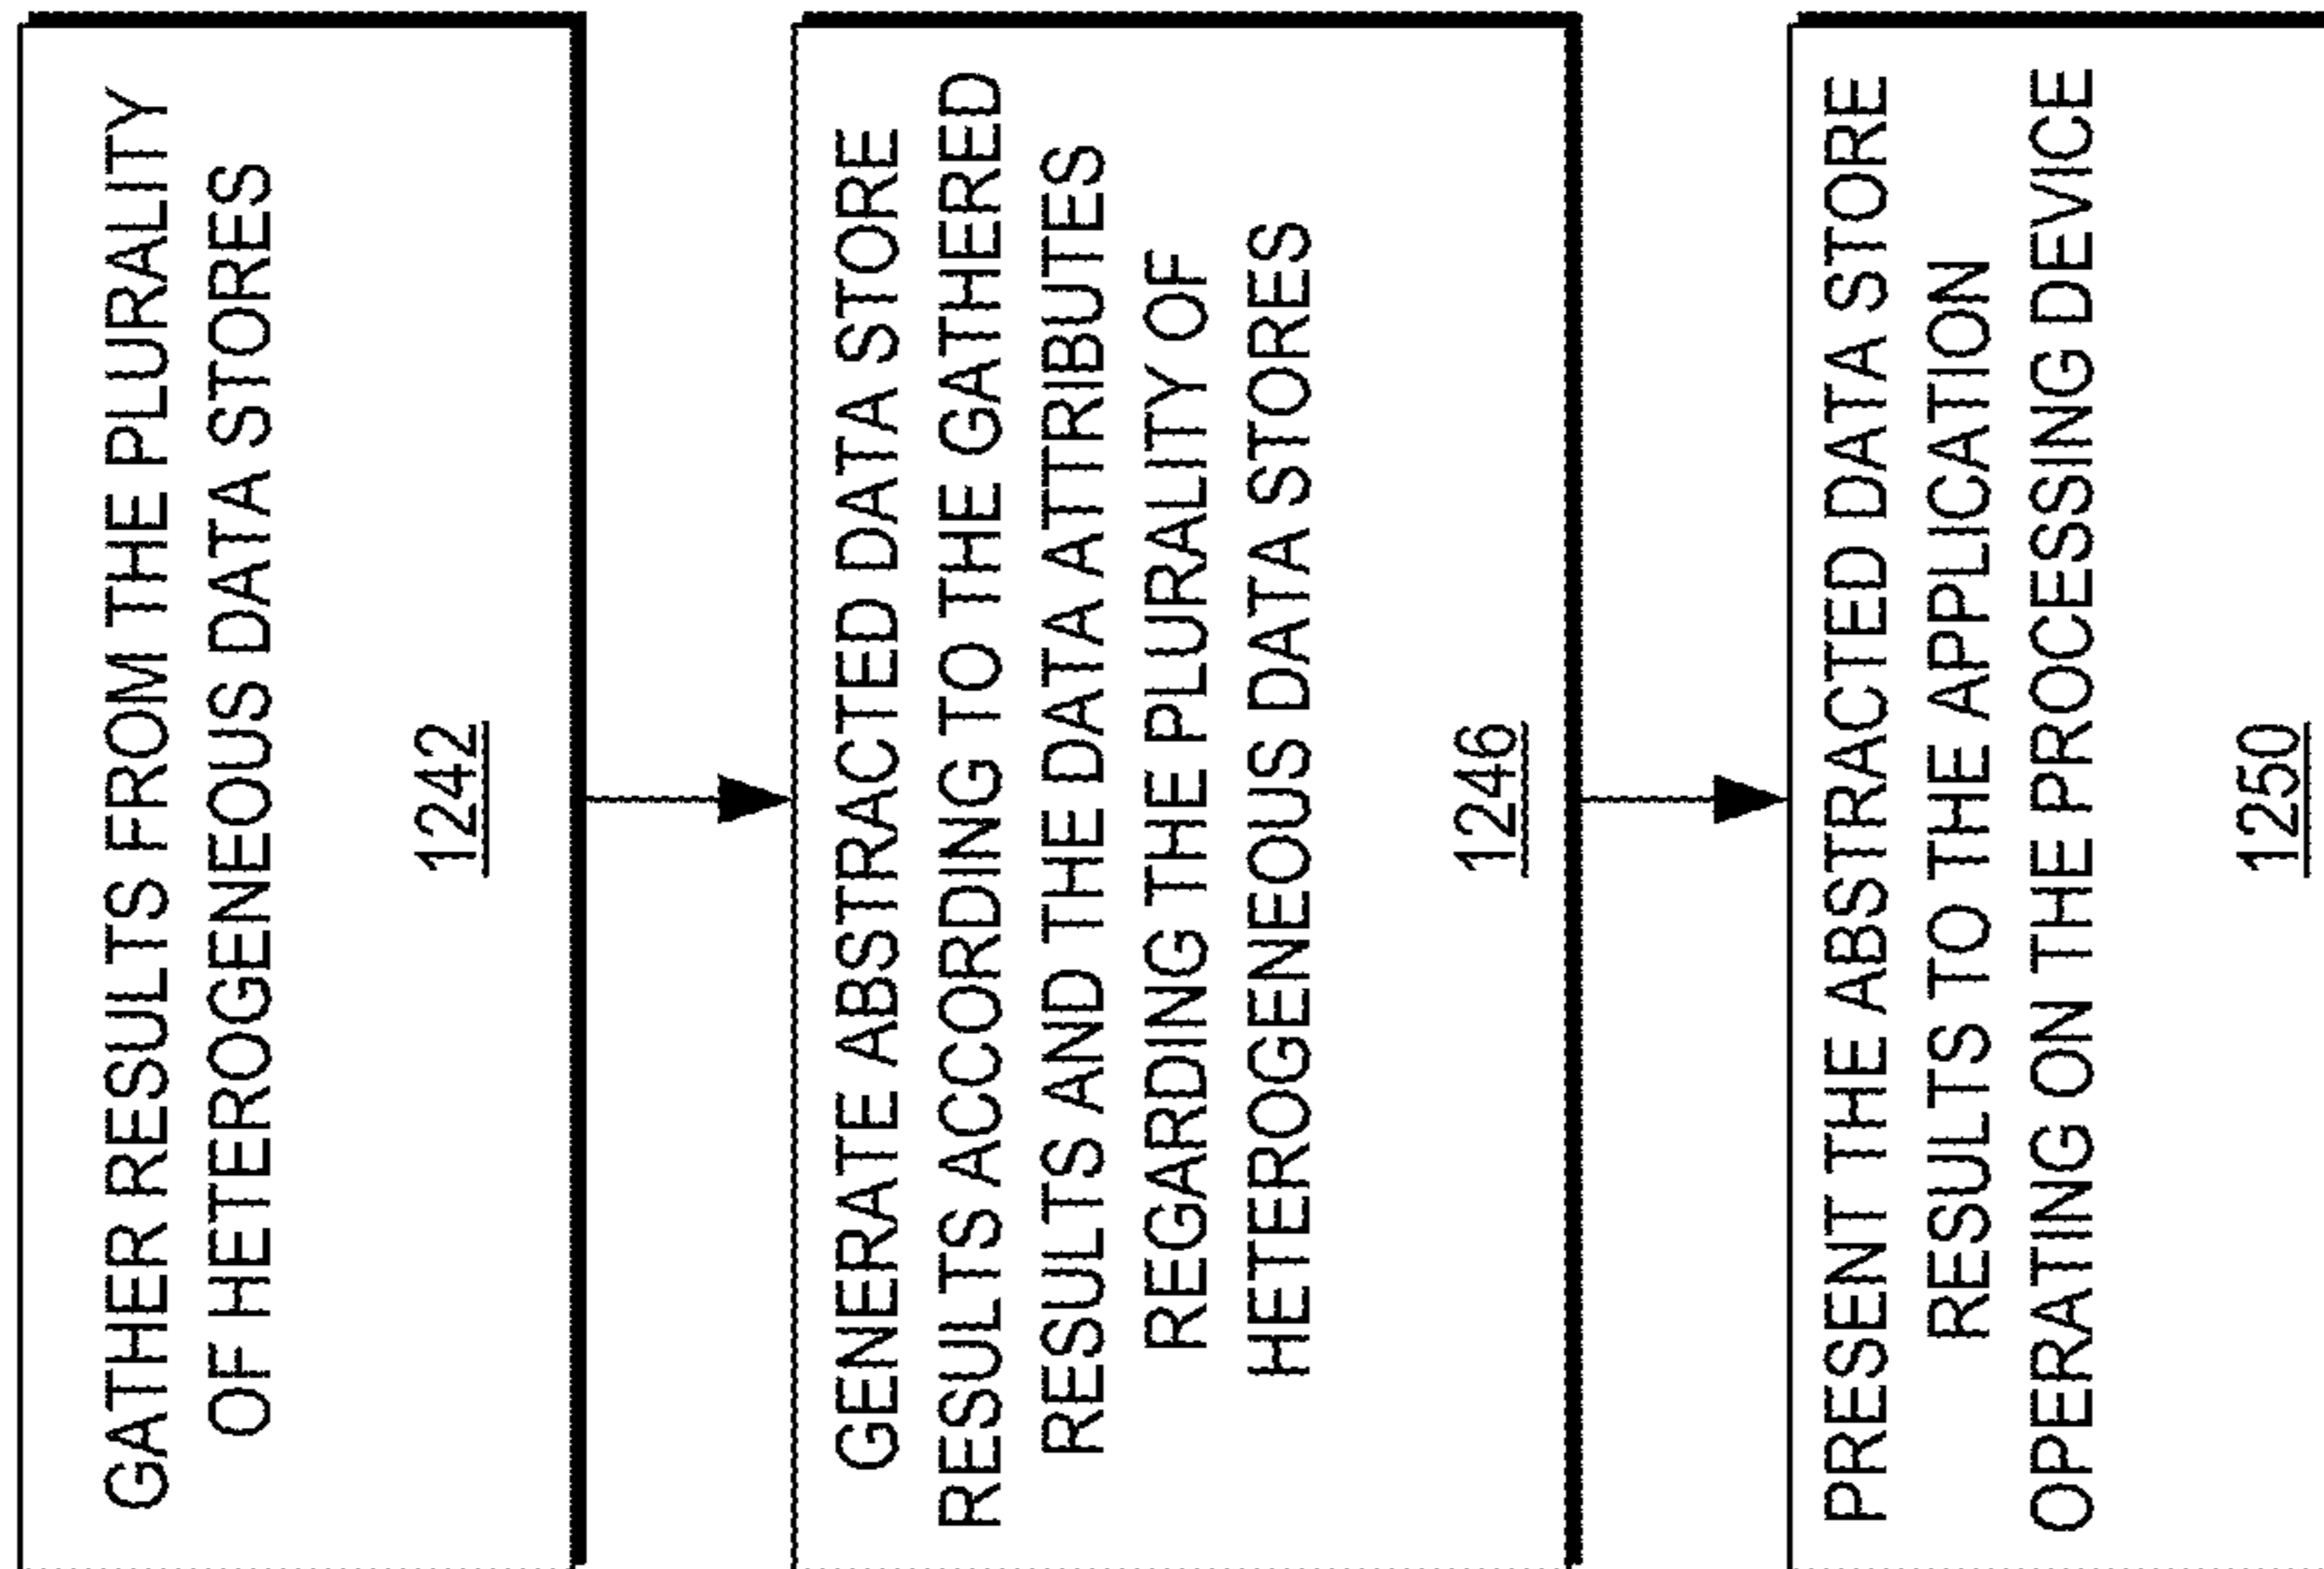 GATHER RESULTS FROM THE PLURALITY
OF HETEROGENEOUS DATA STORES
1242
GENERATE ABSTRACTED DATA STORE
RESULTS ACCORDING TO THE GATHERED
RESULTS AND THE DATA ATTRIBUTES
REGARDING THE PLURALITY OF
HETEROGENEOUS DATA STORES
1246
PRESENT THE ABSTRACTED DATA STORE
RESULTS TO THE APPLICATION
OPERATING ON THE PROCESSING DEVICE
1250